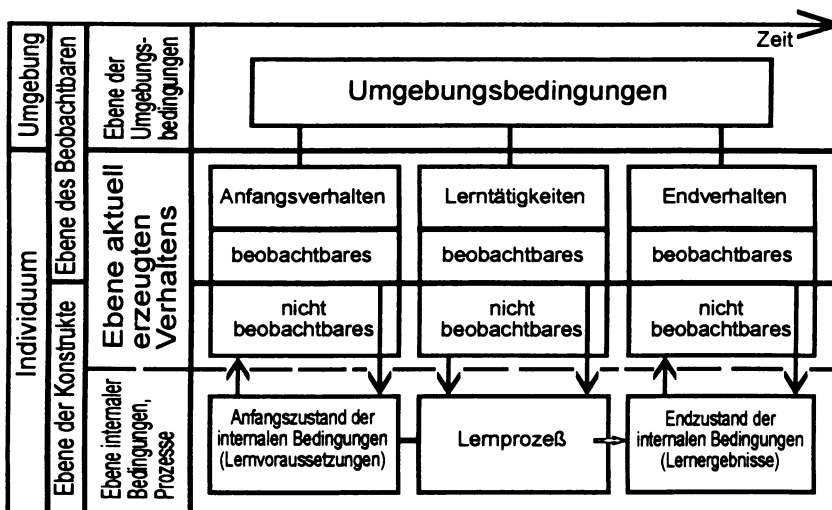 Zeit
Umgebung
Individuum
Ebene des Beobachtbaren
Ebene der Konstrukte
Ebene der
Umgebungs-
bedingungen
Ebene aktuell
erzeugten
Verhaltens
Ebene internaler
Bedingungen,
Prozesse
Umgebungsbedingungen
Anfangsverhalten
Lerntätigkeiten
Endverhalten
beobachtbares
beobachtbares
beobachtbares
nicht
beobachtbares
nicht
beobachtbares
nicht
beobachtbares
Anfangszustand der
internalen Bedingungen
(Lernvoraussetzungen)
Lernprozeß
Endzustand der
internalen Bedingungen
(Lernergebnisse)